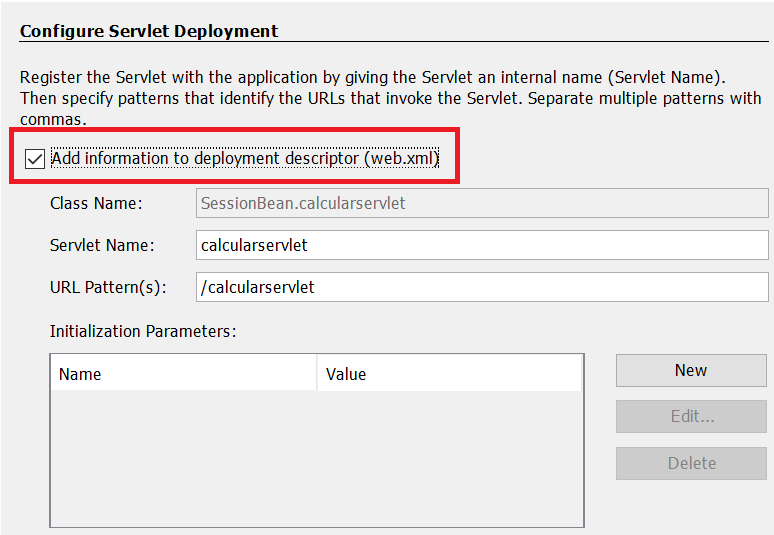 Configure Servlet Deployment
Register the Servlet with the application by giving the Servlet an internal name (Servlet Name).
Then specify patterns that identify the URLs that invoke the Servlet. Separate multiple patterns with
commas.
Add information to deployment descriptor (web.xml)
Class Name: SessionBean.calcularservlet
Servlet Name: calcularservlet
URL Pattern(s): /calcularservlet
Initialization Parameters:
Name Value New
Edit...
Delete